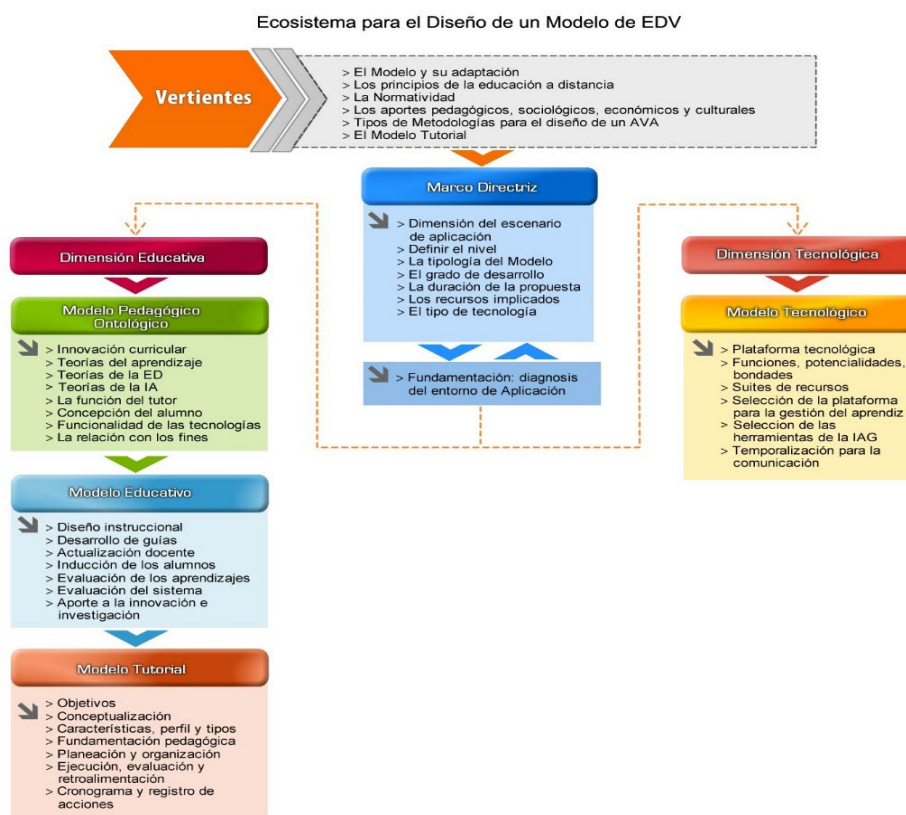 Ecosistema para el Diseño de un Modelo de EDV
Vertientes
> El Modelo y su adaptación
> Los principios de la educación a distancia
> La Normatividad
> Los aportes pedagógicos, sociológicos, económicos y culturales
> Tipos de Metodologías para el diseño de un AVA
> El Modelo Tutorial
Marco Directriz
> Dimensión del escenario
de aplicación
> Definir el nivel
> La tipología del Modelo
> El grado de desarrollo
> La duración de la propuesta
> Los recursos implicados
> El tipo de tecnología
> Fundamentación: diagnosis
del entorno de Aplicación
Dimensión Educativa
Modelo Pedagógico
Ontológico
> Innovación curricular
> Teorías del aprendizaje
> Teorías de la ED
> Teorías de la IA
> La función del tutor
> Concepción del alumno
> Funcionalidad de las tecnologías
> La relación con los fines
Modelo Educativo
> Diseño instruccional
> Desarrollo de guías
> Actualización docente
> Inducción de los alumnos
> Evaluación de los aprendizajes
> Evaluación del sistema
> Aporte a la innovación e
investigación
Modelo Tutorial
> Objetivos
> Conceptualización
> Características, perfil y tipos
> Fundamentación pedagógica
> Planeación y organización
> Ejecución, evaluación y
retroalimentación
> Cronograma y registro de
acciones
Dimensión Tecnológica
Modelo Tecnológico
> Plataforma tecnológica
> Funciones, potencialidades,
bondades
> Suites de recursos
> Selección de la plataforma
para la gestión del aprendiz
> Seleccion de las
herramientas de la IAG
> Temporalización para la
comunicación